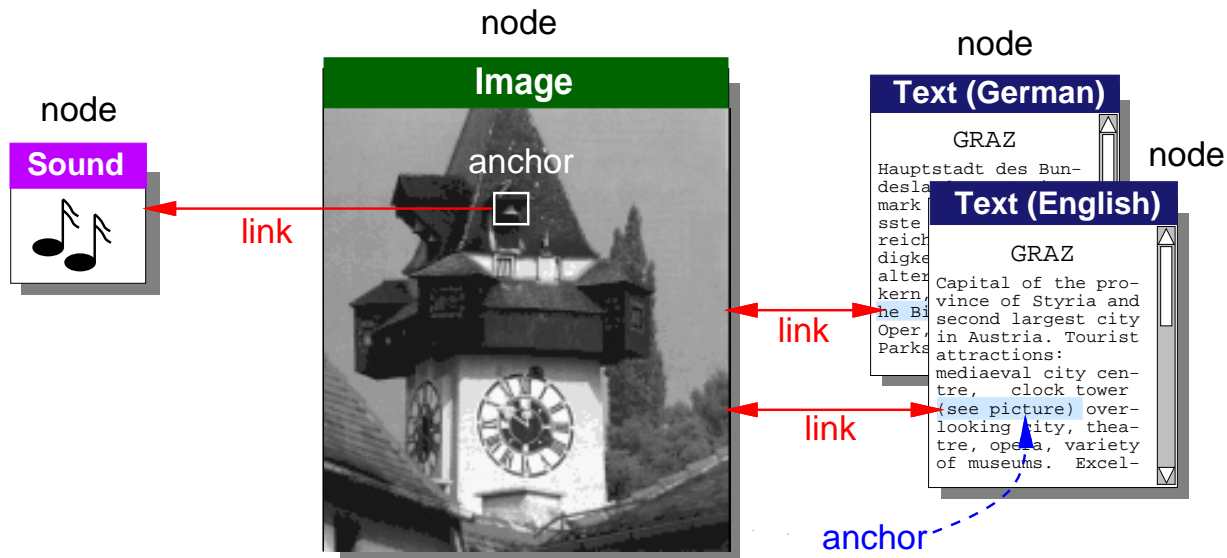 node
Image
anchor
node
Sound
link
node
Text (German)
GRAZ
Hauptstadt des Bun-
desla
mark
sste
reich
digke
alter
kern,
he Bi
Oper,
Parks
link
node
Text (English)
GRAZ
Capital of the pro-
vince of Styria and
second largest city
in Austria. Tourist
attractions:
mediaeval city cen-
tre, clock tower
(see picture) over-
looking city, thea-
tre, opera, variety
of museums. Excel-
link
anchor